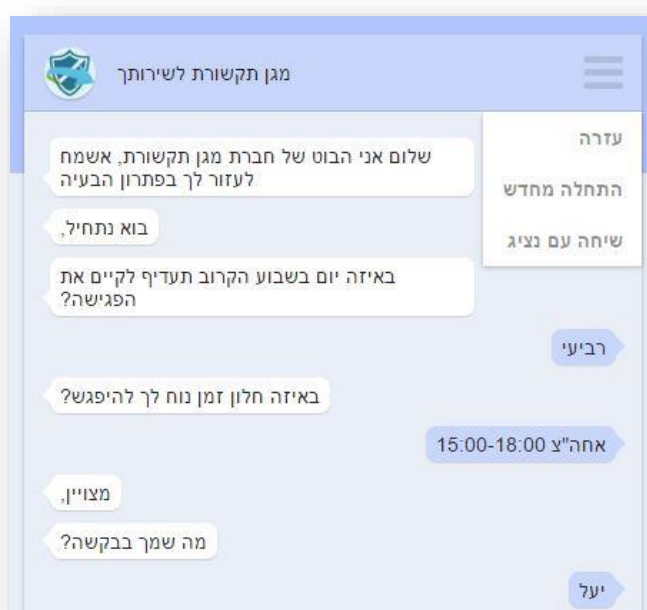 מגן תקשורת לשירותך
עזרה
התחלה מחדש
שיחה עם נציג
שלום אני הבוט של חברת מגן תקשורת, אשמח
לעזור לך בפתרון הבעיה
בוא נתחיל,
באיזה יום בשבוע הקרוב תעדיף לקיים את
הפגישה?
רביעי
באיזה חלון זמן נוח לך להיפגש?
אחה"צ 15:00-18:00
מצויין,
מה שמך בבקשה?
יעל